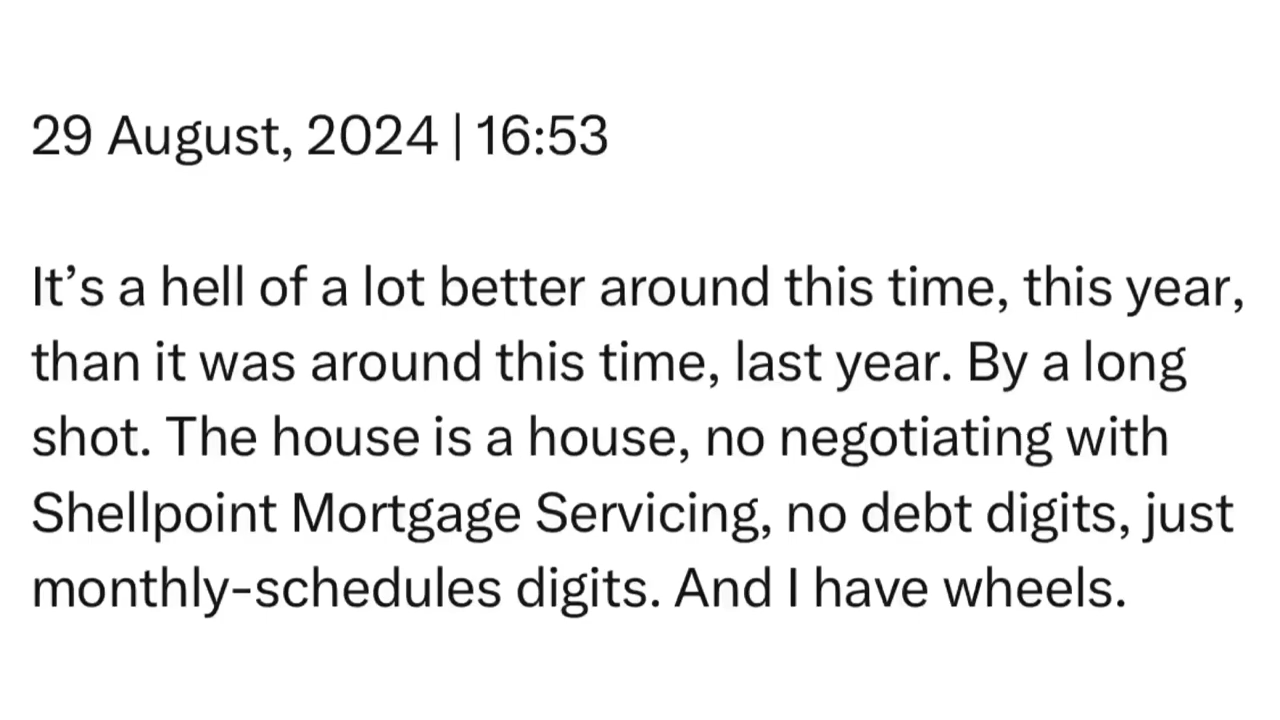 29 August, 2024 | 16:53
It’s a hell of a lot better around this time, this year,
than it was around this time, last year. By a long
shot. The house is a house, no negotiating with
Shellpoint Mortgage Servicing, no debt digits, just
monthly-schedules digits. And I have wheels.